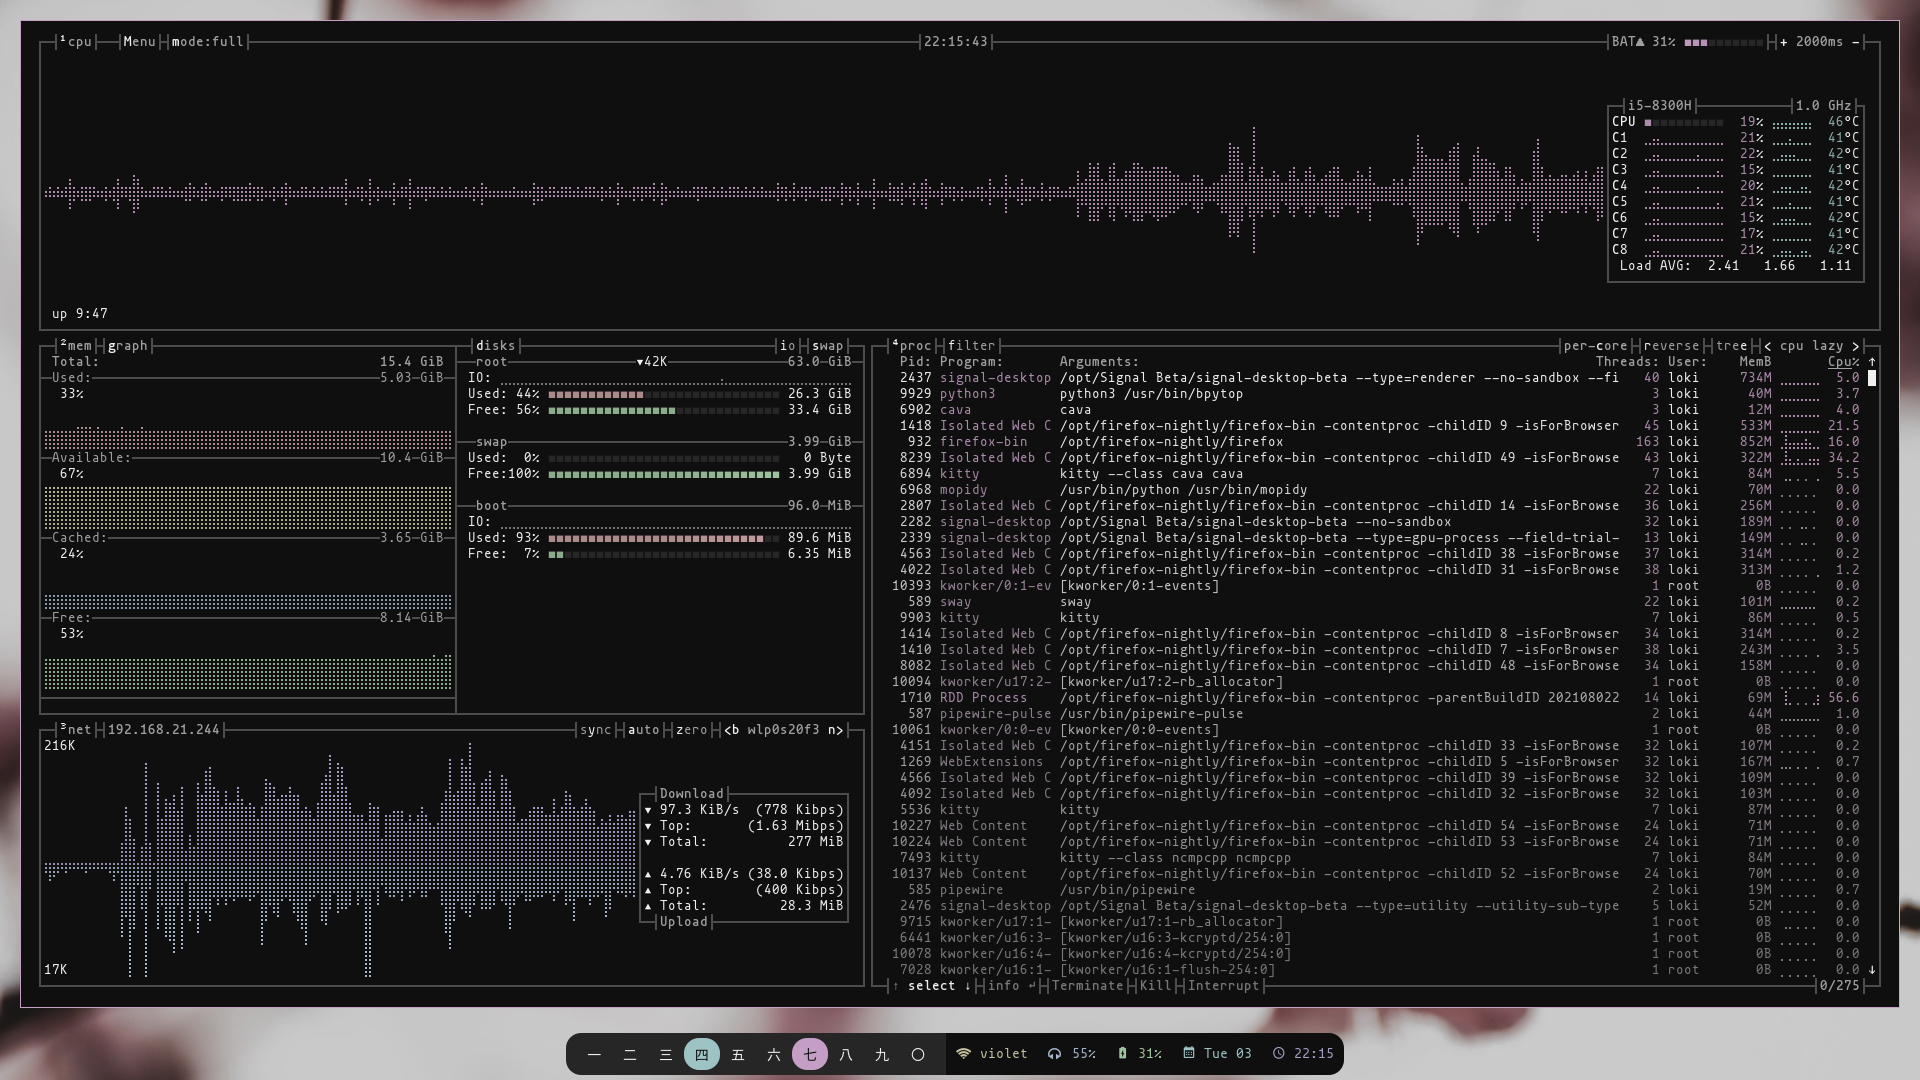 ¹cpu Menu mode:full 22:15:43 BAT▲ 31% + 2000ms -
i5-8300H 1.0 GHz
CPU 19% 46°C
C1 21% 41°C
C2 22% 42°C
C3 15% 41°C
C4 20% 42°C
C5 21% 41°C
C6 15% 42°C
C7 17% 41°C
C8 21% 42°C
Load AVG: 2.41 1.66 1.11
up 9:47
²mem graph
Total: 15.4 GiB
Used: 5.03 GiB
33%
Available: 10.4 GiB
67%
Cached: 3.65 GiB
24%
Free: 8.14 GiB
53%
disks io swap
root ▼42K 63.0 GiB
IO:
Used: 44% 26.3 GiB
Free: 56% 33.4 GiB
swap 3.99 GiB
Used: 0% 0 Byte
Free:100% 3.99 GiB
boot 96.0 MiB
IO:
Used: 93% 89.6 MiB
Free: 7% 6.35 MiB
³net 192.168.21.244 sync auto zero <b wlp0s20f3 n>
216K
Download
▼ 97.3 KiB/s (778 Kibps)
▼ Top: (1.63 Mibps)
▼ Total: 277 MiB
▲ 4.76 KiB/s (38.0 Kibps)
▲ Top: (400 Kibps)
▲ Total: 28.3 MiB
Upload
17K
⁴proc filter per-core reverse tree < cpu lazy >
Pid: Program: Arguments: Threads: User: MemB Cpu% ↑
2437 signal-desktop /opt/Signal Beta/signal-desktop-beta --type=renderer --no-sandbox --fi 40 loki 734M 5.0
9929 python3 python3 /usr/bin/bpytop 3 loki 40M 3.7
6902 cava cava 3 loki 12M 4.0
1418 Isolated Web C /opt/firefox-nightly/firefox-bin -contentproc -childID 9 -isForBrowser 45 loki 533M 21.5
932 firefox-bin /opt/firefox-nightly/firefox 163 loki 852M 16.0
8239 Isolated Web C /opt/firefox-nightly/firefox-bin -contentproc -childID 49 -isForBrowse 43 loki 322M 34.2
6894 kitty kitty --class cava cava 7 loki 84M 5.5
6968 mopidy /usr/bin/python /usr/bin/mopidy 22 loki 70M 0.0
2807 Isolated Web C /opt/firefox-nightly/firefox-bin -contentproc -childID 14 -isForBrowse 36 loki 256M 0.0
2282 signal-desktop /opt/Signal Beta/signal-desktop-beta --no-sandbox 32 loki 189M 0.0
2339 signal-desktop /opt/Signal Beta/signal-desktop-beta --type=gpu-process --field-trial- 13 loki 149M 0.0
4563 Isolated Web C /opt/firefox-nightly/firefox-bin -contentproc -childID 38 -isForBrowse 37 loki 314M 0.2
4022 Isolated Web C /opt/firefox-nightly/firefox-bin -contentproc -childID 31 -isForBrowse 38 loki 313M 1.2
10393 kworker/0:1-ev [kworker/0:1-events] 1 root 0B 0.0
589 sway sway 22 loki 101M 0.2
9903 kitty kitty 7 loki 86M 0.5
1414 Isolated Web C /opt/firefox-nightly/firefox-bin -contentproc -childID 8 -isForBrowser 34 loki 314M 0.2
1410 Isolated Web C /opt/firefox-nightly/firefox-bin -contentproc -childID 7 -isForBrowser 38 loki 243M 3.5
8082 Isolated Web C /opt/firefox-nightly/firefox-bin -contentproc -childID 48 -isForBrowse 34 loki 158M 0.0
10094 kworker/u17:2- [kworker/u17:2-rb_allocator] 1 root 0B 0.0
1710 RDD Process /opt/firefox-nightly/firefox-bin -contentproc -parentBuildID 202108022 14 loki 69M 56.6
587 pipewire-pulse /usr/bin/pipewire-pulse 2 loki 44M 1.0
10061 kworker/0:0-ev [kworker/0:0-events] 1 root 0B 0.0
4151 Isolated Web C /opt/firefox-nightly/firefox-bin -contentproc -childID 33 -isForBrowse 32 loki 107M 0.2
1269 WebExtensions /opt/firefox-nightly/firefox-bin -contentproc -childID 5 -isForBrowser 32 loki 167M 0.7
4566 Isolated Web C /opt/firefox-nightly/firefox-bin -contentproc -childID 39 -isForBrowse 32 loki 109M 0.0
4092 Isolated Web C /opt/firefox-nightly/firefox-bin -contentproc -childID 32 -isForBrowse 32 loki 103M 0.0
5536 kitty kitty 7 loki 87M 0.0
10227 Web Content /opt/firefox-nightly/firefox-bin -contentproc -childID 54 -isForBrowse 24 loki 71M 0.0
10224 Web Content /opt/firefox-nightly/firefox-bin -contentproc -childID 53 -isForBrowse 24 loki 71M 0.0
7493 kitty kitty --class ncmpcpp ncmpcpp 7 loki 84M 0.0
10137 Web Content /opt/firefox-nightly/firefox-bin -contentproc -childID 52 -isForBrowse 24 loki 70M 0.0
585 pipewire /usr/bin/pipewire 2 loki 19M 0.7
2476 signal-desktop /opt/Signal Beta/signal-desktop-beta --type=utility --utility-sub-type 5 loki 52M 0.0
9715 kworker/u17:1- [kworker/u17:1-rb_allocator] 1 root 0B 0.0
6441 kworker/u16:3- [kworker/u16:3-kcryptd/254:0] 1 root 0B 0.0
10078 kworker/u16:4- [kworker/u16:4-kcryptd/254:0] 1 root 0B 0.0
7028 kworker/u16:1- [kworker/u16:1-flush-254:0] 1 root 0B 0.0 ↓
↑ select ↓ info ↵ Terminate Kill Interrupt 0/275
一 二 三 四 五 六 七 八 九 〇 violet 55% 31% Tue 03 22:15